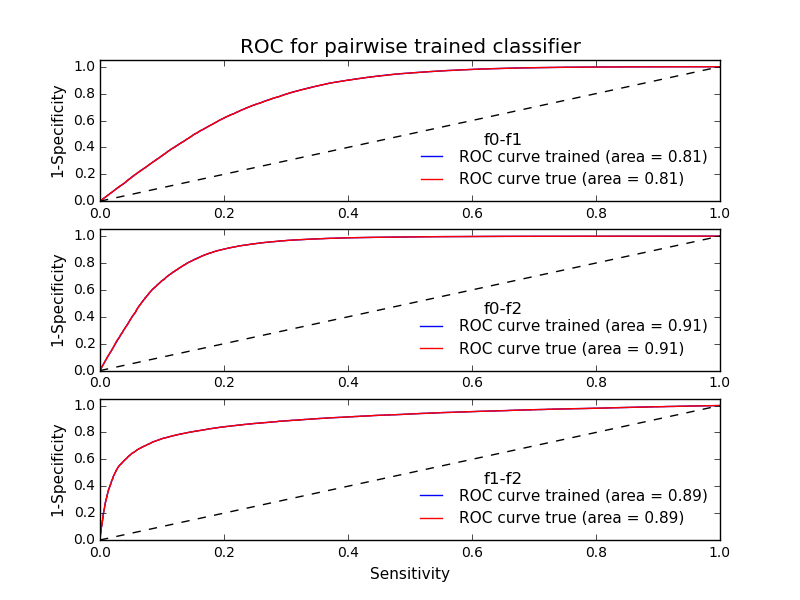 ROC for pairwise trained classifier
1.0
0.8
0.6
0.4
0.2
0.0
1-Specificity
f0-f1
ROC curve trained (area = 0.81)
ROC curve true (area = 0.81)
0.0 0.2 0.4 0.6 0.8 1.0
1.0
0.8
0.6
0.4
0.2
0.0
1-Specificity
f0-f2
ROC curve trained (area = 0.91)
ROC curve true (area = 0.91)
0.0 0.2 0.4 0.6 0.8 1.0
1.0
0.8
0.6
0.4
0.2
0.0
1-Specificity
f1-f2
ROC curve trained (area = 0.89)
ROC curve true (area = 0.89)
0.0 0.2 0.4 0.6 0.8 1.0
Sensitivity